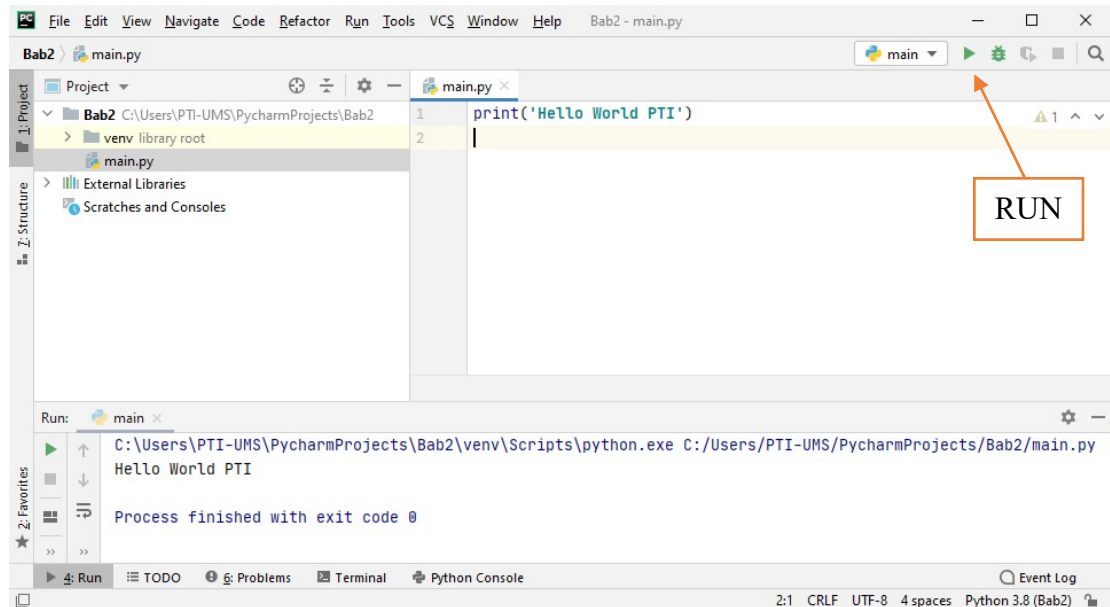 PC File Edit View Navigate Code Refactor Run Tools VCS Window Help Bab2 - main.py
Bab2 main.py main
1: Project
Project main.py
Bab2 C:\Users\PTI-UMS\PycharmProjects\Bab2
venv library root
main.py
External Libraries
Scratches and Consoles
1 print('Hello World PTI')
2
1
RUN
7: Structure
2: Favorites
Run: main
C:\Users\PTI-UMS\PycharmProjects\Bab2\venv\Scripts\python.exe C:/Users/PTI-UMS/PycharmProjects/Bab2/main.py
Hello World PTI
Process finished with exit code 0
4: Run TODO 6: Problems Terminal Python Console Event Log
2:1 CRLF UTF-8 4 spaces Python 3.8 (Bab2)